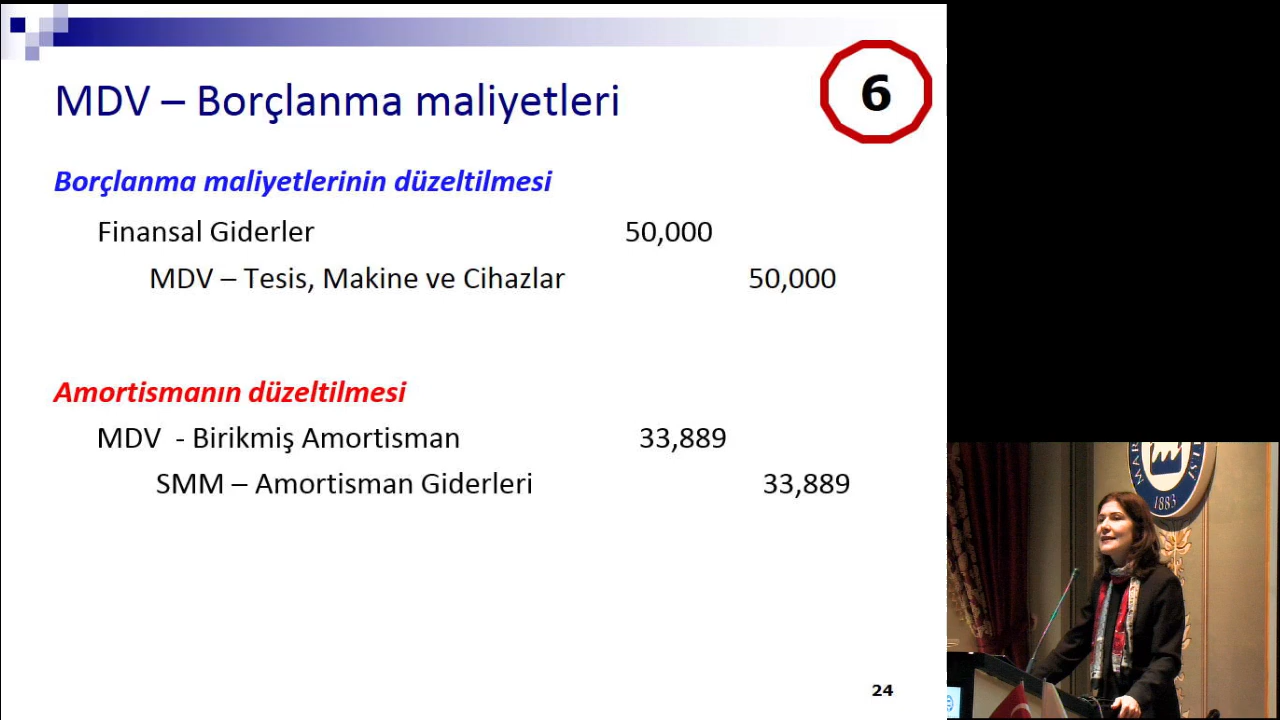 MDV – Borçlanma maliyetleri
6
Borçlanma maliyetlerinin düzeltilmesi
Finansal Giderler 50,000
MDV – Tesis, Makine ve Cihazlar 50,000
Amortismanın düzeltilmesi
MDV - Birikmiş Amortisman 33,889
SMM – Amortisman Giderleri 33,889
24
1883